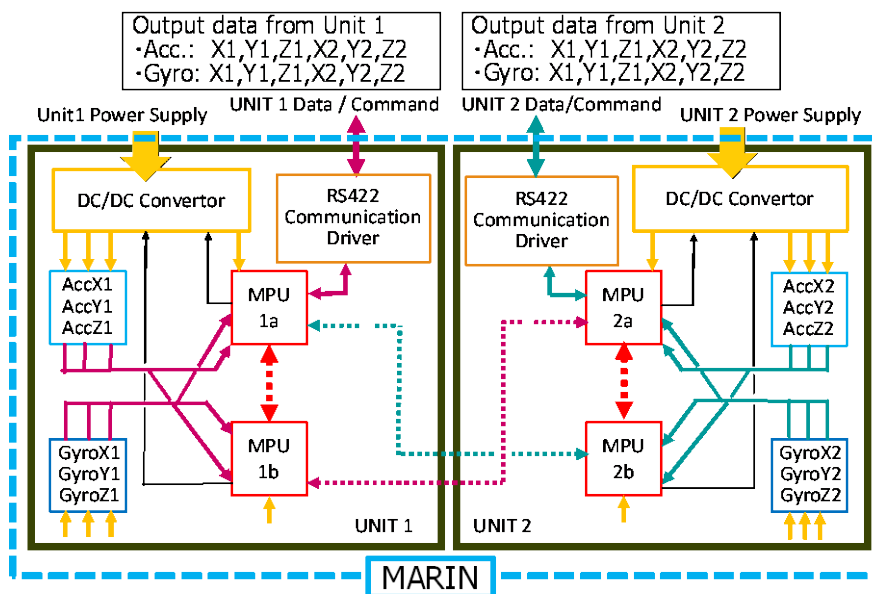 Output data from Unit 1
・Acc.: X1,Y1,Z1,X2,Y2,Z2
・Gyro: X1,Y1,Z1,X2,Y2,Z2
Output data from Unit 2
・Acc.: X1,Y1,Z1,X2,Y2,Z2
・Gyro: X1,Y1,Z1,X2,Y2,Z2
Unit1 Power Supply
UNIT 1 Data / Command
UNIT 2 Data/Command
UNIT 2 Power Supply
DC/DC Convertor
RS422
Communication
Driver
RS422
Communication
Driver
DC/DC Convertor
AccX1
AccY1
AccZ1
MPU
1a
MPU
2a
AccX2
AccY2
AccZ2
GyroX1
GyroY1
GyroZ1
MPU
1b
MPU
2b
GyroX2
GyroY2
GyroZ2
UNIT 1
UNIT 2
MARIN